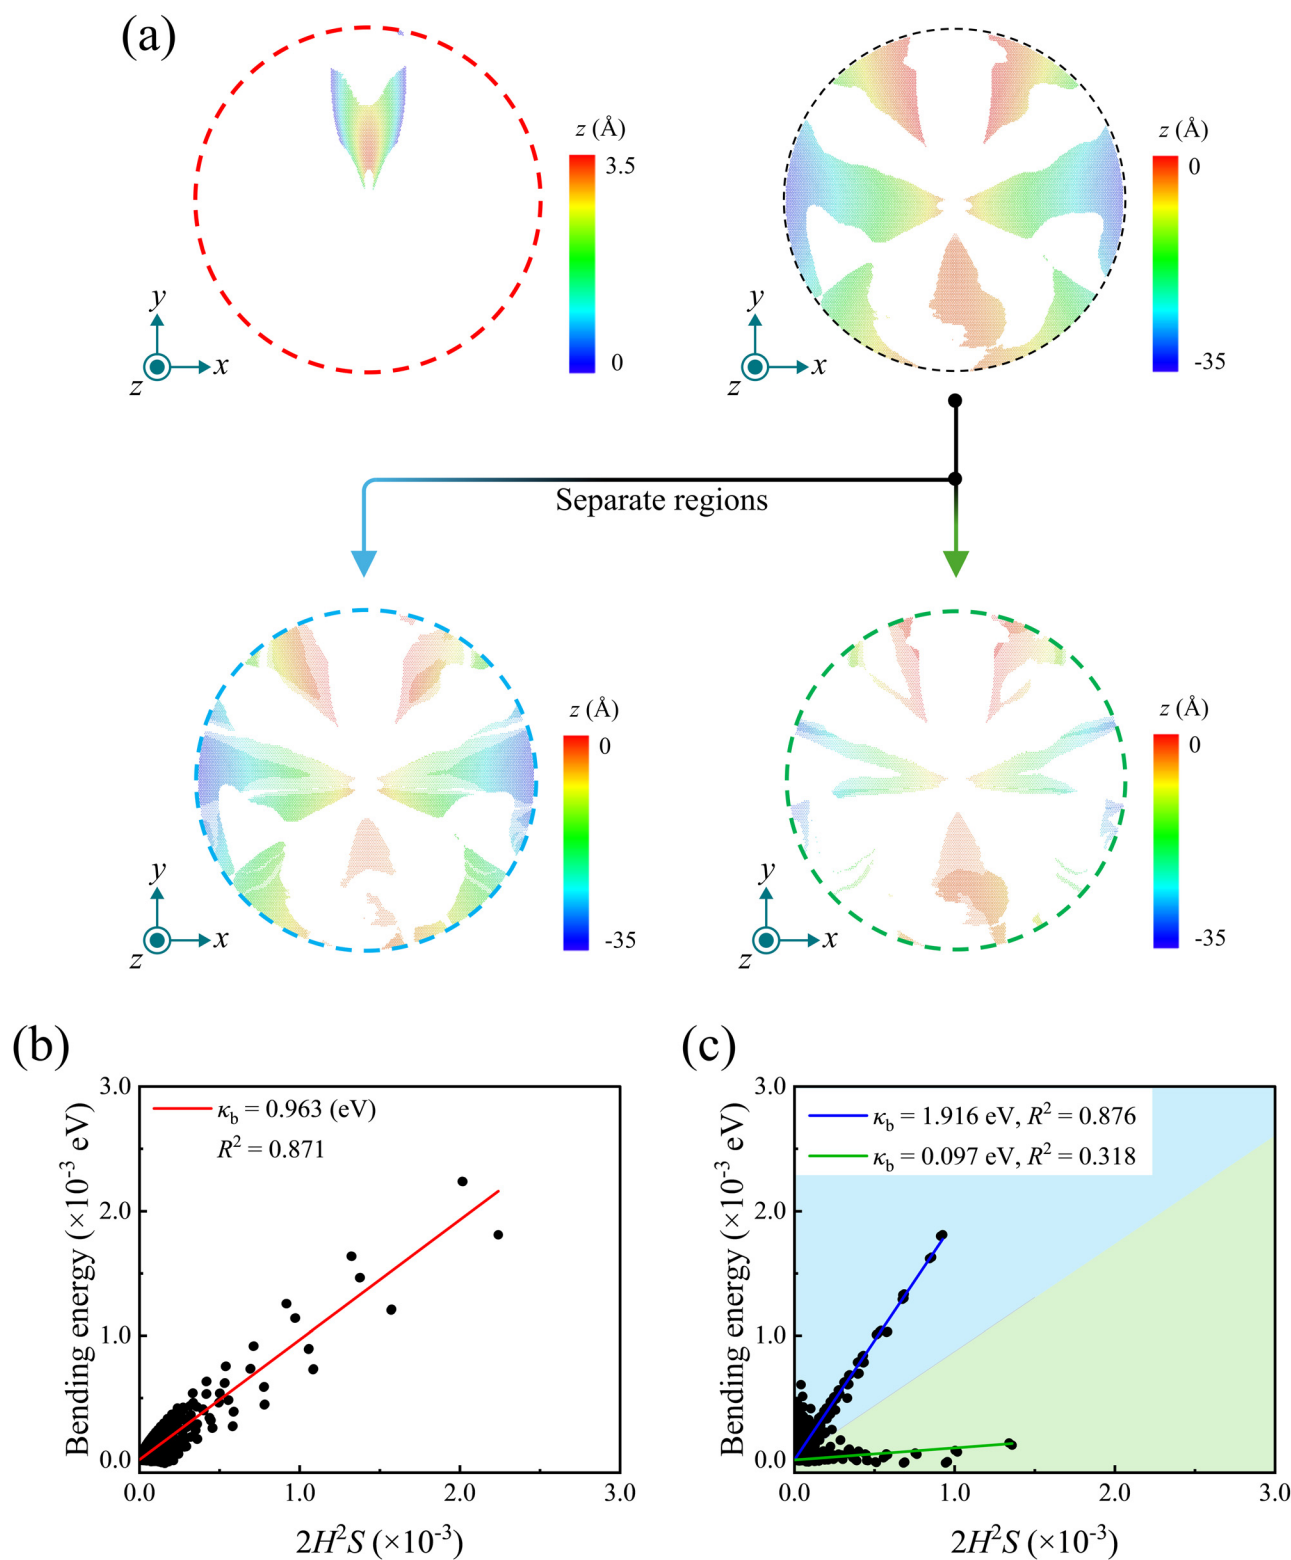 (a)
z (Å)
3.5
0
y
x
z
z (Å)
0
-35
y
x
z
Separate regions
z (Å)
0
-35
y
x
z
z (Å)
0
-35
y
x
z
(b)
3.0
2.0
1.0
0.0
Bending energy (×10⁻³ eV)
κb = 0.963 (eV)
R² = 0.871
0.0 1.0 2.0 3.0
2H²S (×10⁻³)
(c)
3.0
2.0
1.0
0.0
Bending energy (×10⁻³ eV)
κb = 1.916 eV, R² = 0.876
κb = 0.097 eV, R² = 0.318
0.0 1.0 2.0 3.0
2H²S (×10⁻³)